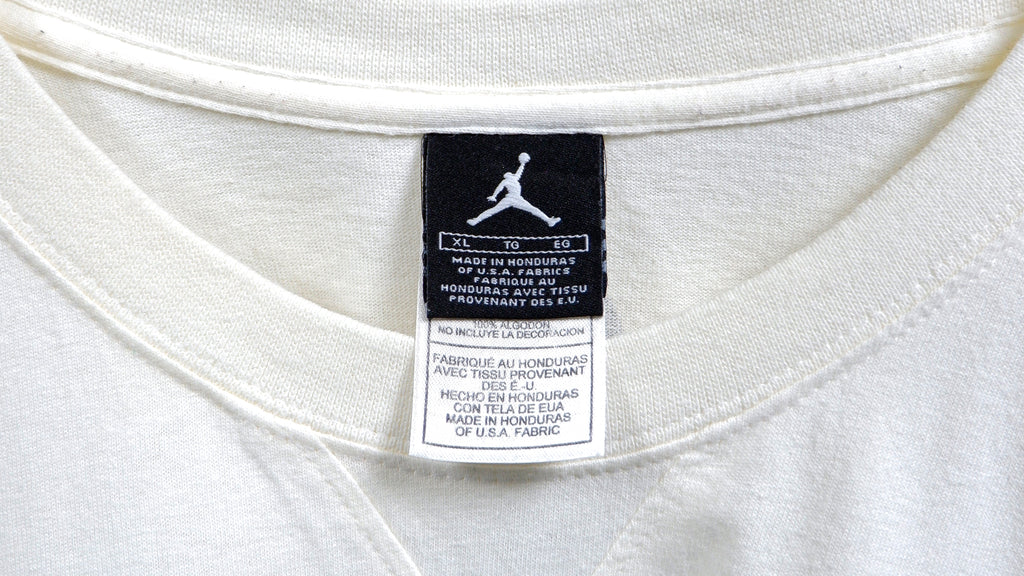 XL TG EG
MADE IN HONDURAS
OF U.S.A. FABRICS
FABRIQUE AU
HONDURAS AVEC TISSU
PROVENANT DES E.U.
100% ALGODON
NO INCLUYE LA DECORACION
FABRIQUÉ AU HONDURAS
AVEC TISSU PROVENANT
DES É.-U.
HECHO EN HONDURAS
CON TELA DE EUA
MADE IN HONDURAS
OF U.S.A. FABRIC